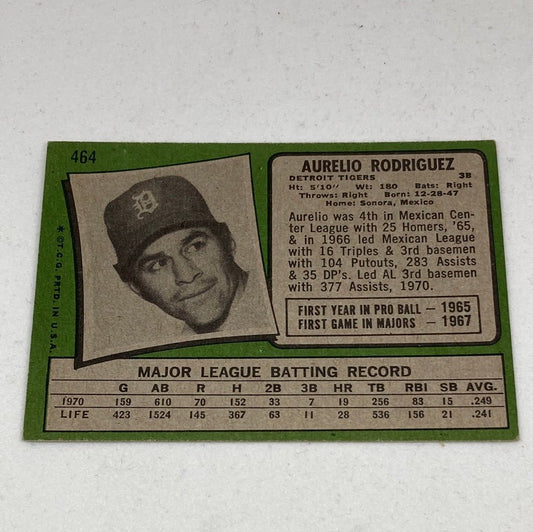 464
AURELIO RODRIGUEZ
DETROIT TIGERS 3B
Ht: 5'10" Wt: 180 Bats: Right
Throws: Right Born: 12-28-47
Home: Sonora, Mexico
Aurelio was 4th in Mexican Cen-
ter League with 25 Homers, '65,
& in 1966 led Mexican League
with 16 Triples & 3rd basemen
with 104 Putouts, 283 Assists
& 35 DP's. Led AL 3rd basemen
with 377 Assists, 1970.
FIRST YEAR IN PRO BALL — 1965
FIRST GAME IN MAJORS — 1967
* ©T.C.G. PRTD. IN U.S.A.
MAJOR LEAGUE BATTING RECORD
G AB R H 2B 3B HR TB RBI SB AVG.
1970 159 610 70 152 33 7 19 256 83 15 .249
LIFE 423 1524 145 367 63 11 28 536 156 21 .241